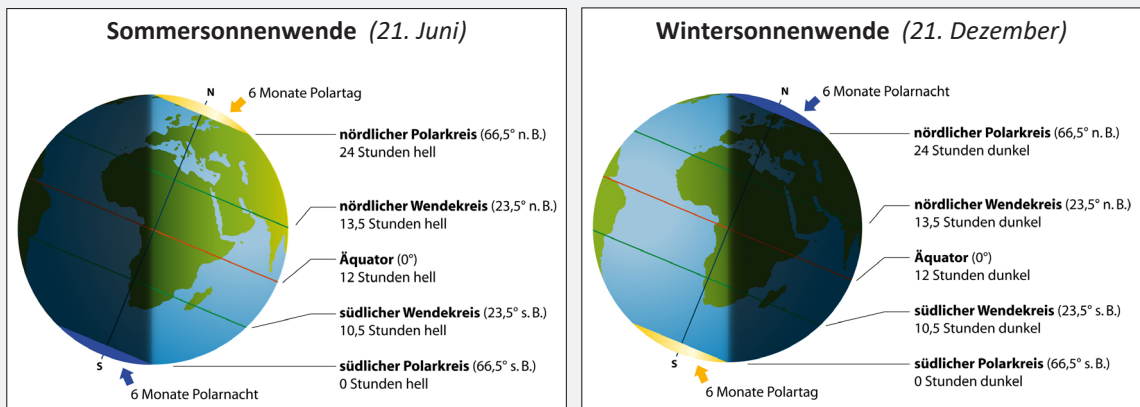 Sommersonnenwende (21. Juni)
N
6 Monate Polartag
nördlicher Polarkreis (66,5° n. B.)
24 Stunden hell
nördlicher Wendekreis (23,5° n. B.)
13,5 Stunden hell
Äquator (0°)
12 Stunden hell
südlicher Wendekreis (23,5° s. B.)
10,5 Stunden hell
südlicher Polarkreis (66,5° s. B.)
0 Stunden hell
S
6 Monate Polarnacht
Wintersonnenwende (21. Dezember)
N
6 Monate Polarnacht
nördlicher Polarkreis (66,5° n. B.)
24 Stunden dunkel
nördlicher Wendekreis (23,5° n. B.)
13,5 Stunden dunkel
Äquator (0°)
12 Stunden dunkel
südlicher Wendekreis (23,5° s. B.)
10,5 Stunden dunkel
südlicher Polarkreis (66,5° s. B.)
0 Stunden dunkel
S
6 Monate Polartag